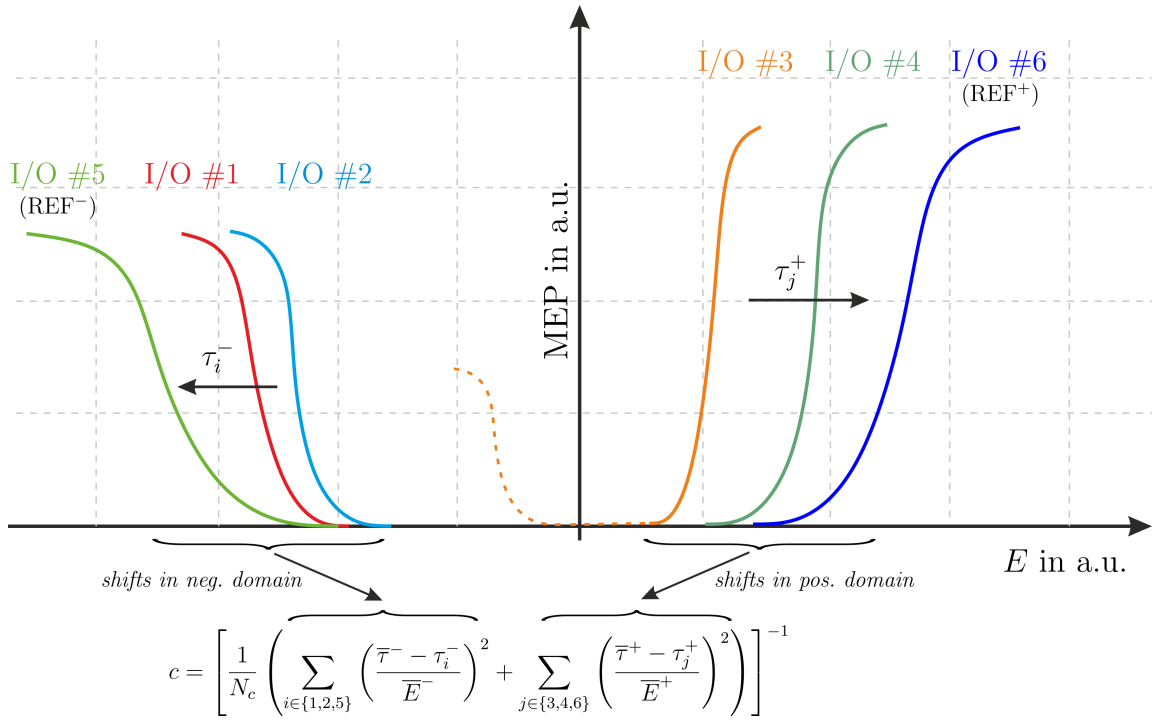 I/O #3 I/O #4 I/O #6
(REF⁺)
I/O #5 I/O #1 I/O #2
(REF⁻)
MEP in a.u.
τⱼ⁺
τᵢ⁻
E in a.u.
shifts in neg. domain shifts in pos. domain
c = [ 1/N_c ( ∑_{i∈{1,2,5}} ( (τ̅⁻ − τᵢ⁻) / E̅⁻ )² + ∑_{j∈{3,4,6}} ( (τ̅⁺ − τⱼ⁺) / E̅⁺ )² ) ]⁻¹